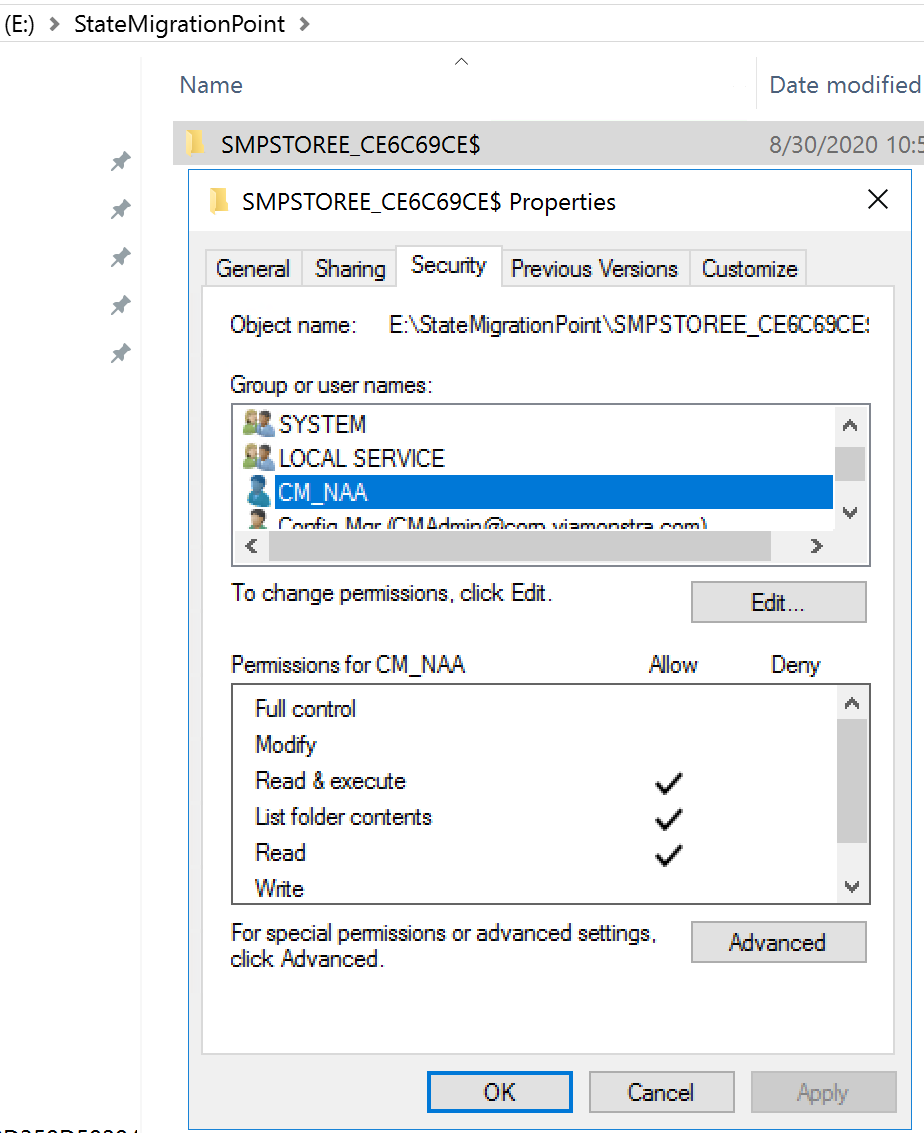 (E:) > StateMigrationPoint >
Name Date modified
SMPSTOREE_CE6C69CE$ 8/30/2020 10:5
SMPSTOREE_CE6C69CE$ Properties
General Sharing Security Previous Versions Customize
Object name: E:\StateMigrationPoint\SMPSTOREE_CE6C69CE$
Group or user names:
SYSTEM
LOCAL SERVICE
CM_NAA
Config Mgr (CMAdmin@corp.viamonstra.com)
To change permissions, click Edit.
Edit...
Permissions for CM_NAA Allow Deny
Full control
Modify
Read & execute
List folder contents
Read
Write
For special permissions or advanced settings,
click Advanced.
Advanced
OK Cancel Apply